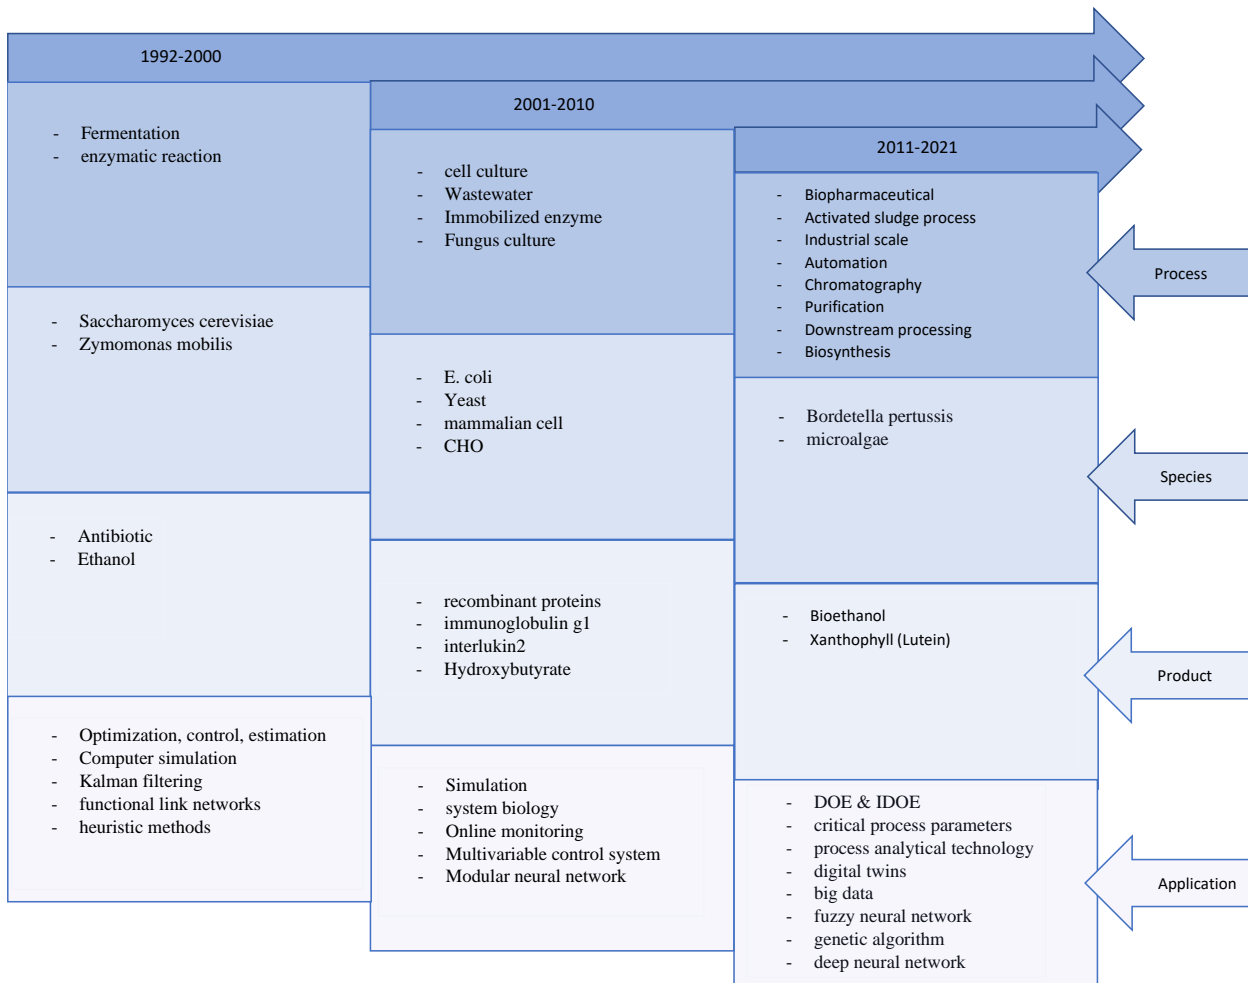 1992-2000
- Fermentation
- enzymatic reaction
- Saccharomyces cerevisiae
- Zymomonas mobilis
- Antibiotic
- Ethanol
- Optimization, control, estimation
- Computer simulation
- Kalman filtering
- functional link networks
- heuristic methods
2001-2010
- cell culture
- Wastewater
- Immobilized enzyme
- Fungus culture
- E. coli
- Yeast
- mammalian cell
- CHO
- recombinant proteins
- immunoglobulin g1
- interlukin2
- Hydroxybutyrate
- Simulation
- system biology
- Online monitoring
- Multivariable control system
- Modular neural network
2011-2021
- Biopharmaceutical
- Activated sludge process
- Industrial scale
- Automation
- Chromatography
- Purification
- Downstream processing
- Biosynthesis
- Bordetella pertussis
- microalgae
- Bioethanol
- Xanthophyll (Lutein)
- DOE & IDOE
- critical process parameters
- process analytical technology
- digital twins
- big data
- fuzzy neural network
- genetic algorithm
- deep neural network
Process
Species
Product
Application